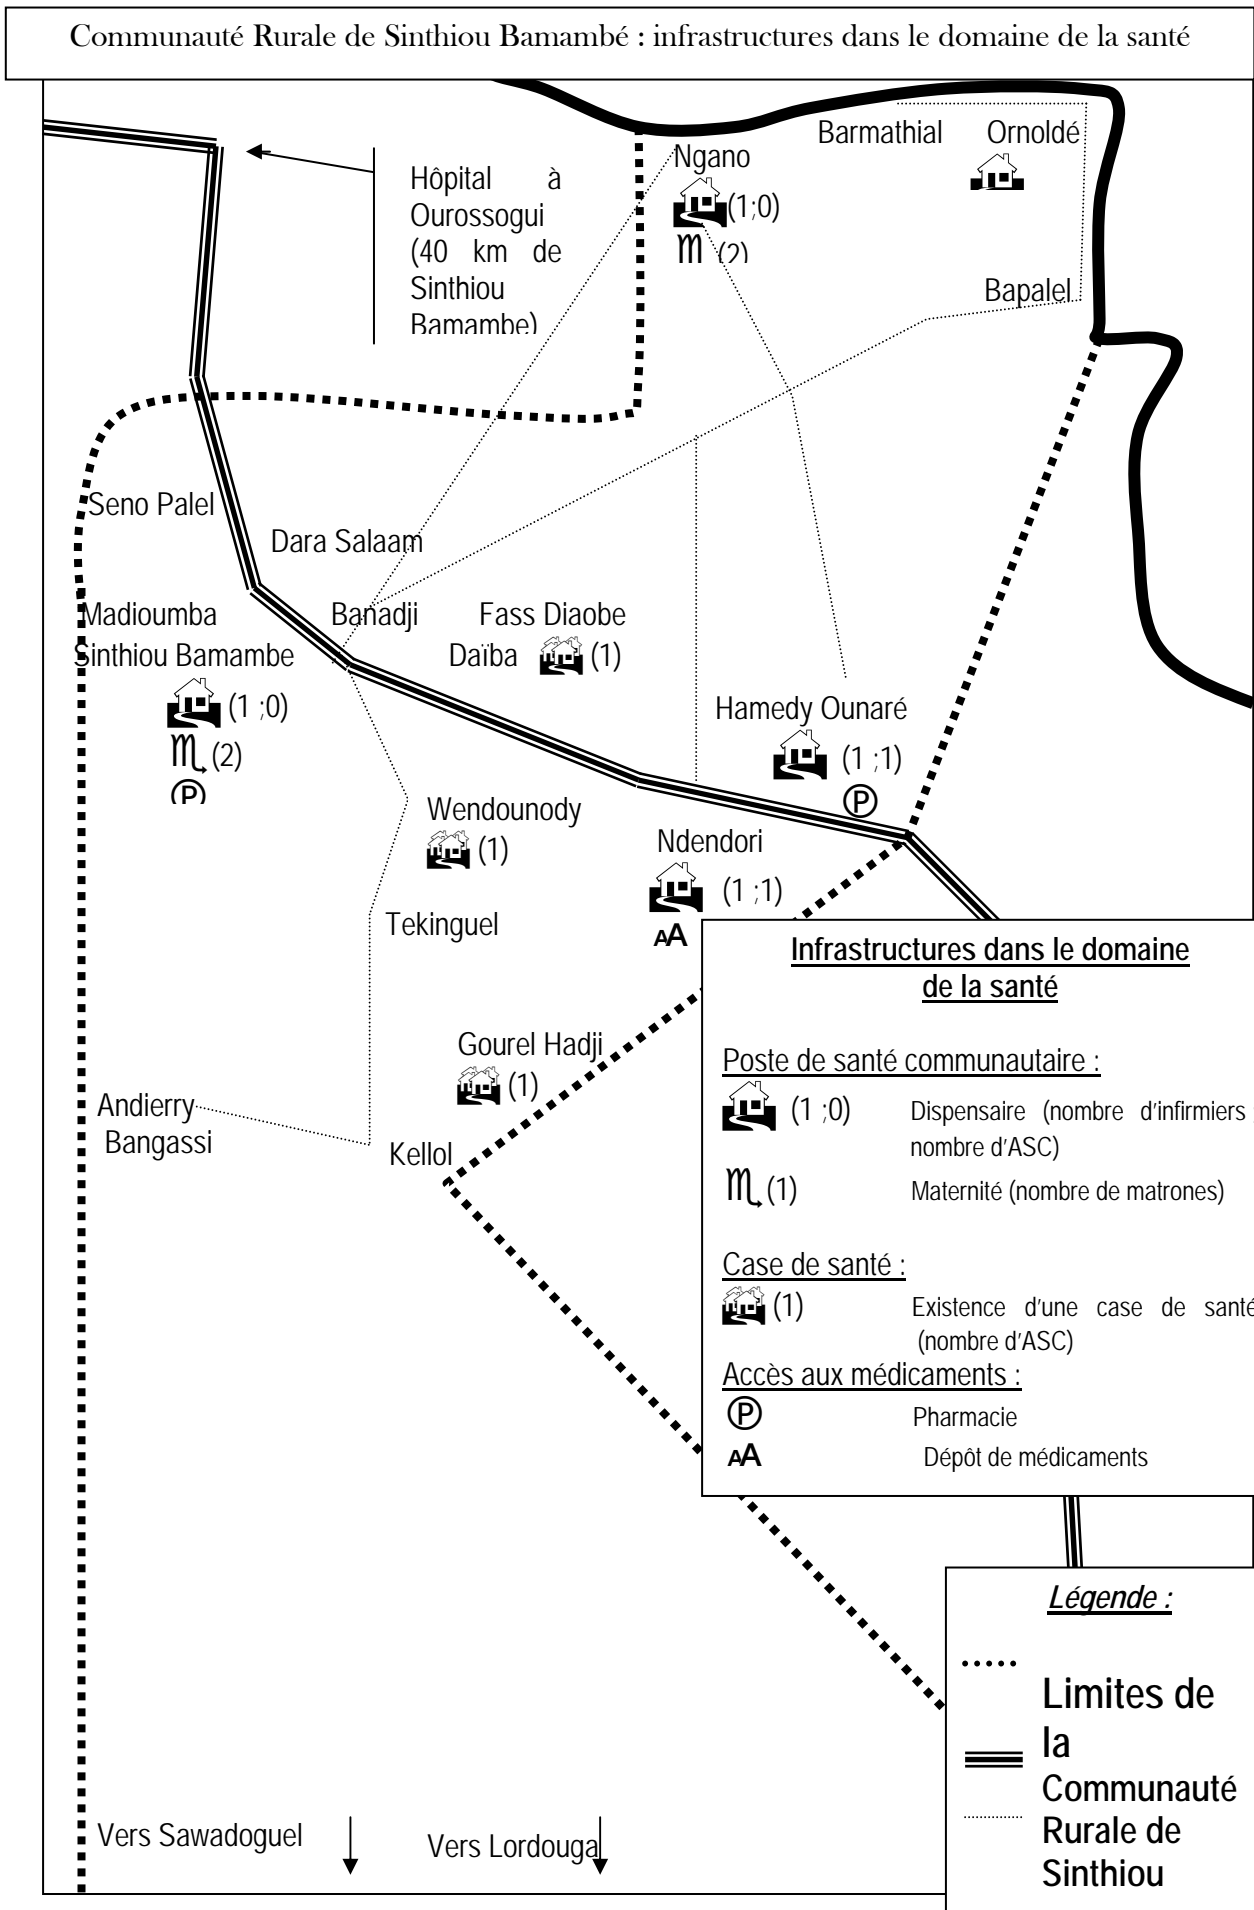 Communauté Rurale de Sinthiou Bamambé : infrastructures dans le domaine de la santé
Hôpital à
Ourossogui
(40 km de
Sinthiou
Bamambe)
Ngano
(1;0)
(2)
Barmathial
Ornoldé
Bapalel
Seno Palel
Dara Salaam
Madioumba
Banadji
Fass Diaobe
Sinthiou Bamambe
Daïba
(1)
(1 ;0)
(2)
P
Hamedy Ounaré
(1 ;1)
P
Wendounody
(1)
Ndendori
(1 ;1)
AA
Tekinguel
Gourel Hadji
(1)
Andierry
Bangassi
Kellol
Infrastructures dans le domaine
de la santé
Poste de santé communautaire :
(1 ;0) Dispensaire (nombre d'infirmiers ;
nombre d'ASC)
(1) Maternité (nombre de matrones)
Case de santé :
(1) Existence d'une case de santé
(nombre d'ASC)
Accès aux médicaments :
P Pharmacie
AA Dépôt de médicaments
Légende :
Limites de
la
Communauté
Rurale de
Sinthiou
Vers Sawadoguel
Vers Lordouga